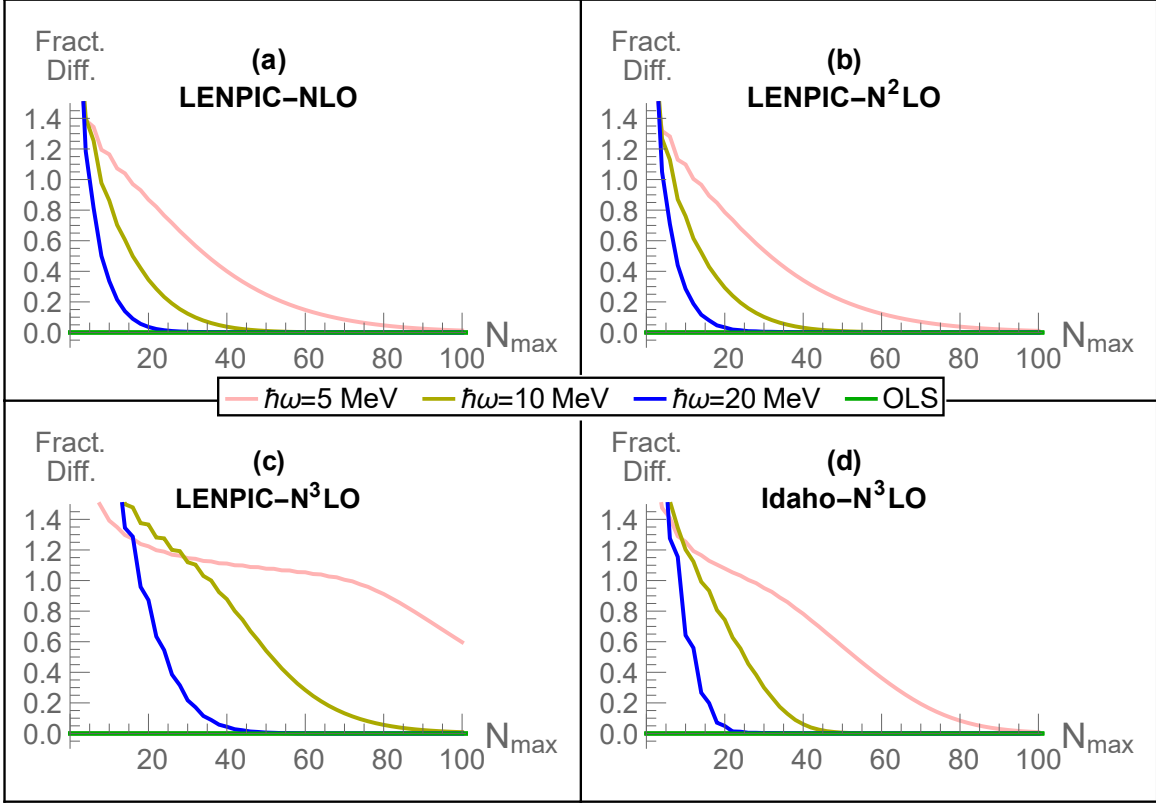 Fract.
Diff.
(a)
LENPIC–NLO
1.4
1.2
1.0
0.8
0.6
0.4
0.2
0.0
20 40 60 80 100
N_max
Fract.
Diff.
(b)
LENPIC–N²LO
1.4
1.2
1.0
0.8
0.6
0.4
0.2
0.0
20 40 60 80 100
N_max
ℏω=5 MeV ℏω=10 MeV ℏω=20 MeV OLS
Fract.
Diff.
(c)
LENPIC–N³LO
1.4
1.2
1.0
0.8
0.6
0.4
0.2
0.0
20 40 60 80 100
N_max
Fract.
Diff.
(d)
Idaho–N³LO
1.4
1.2
1.0
0.8
0.6
0.4
0.2
0.0
20 40 60 80 100
N_max